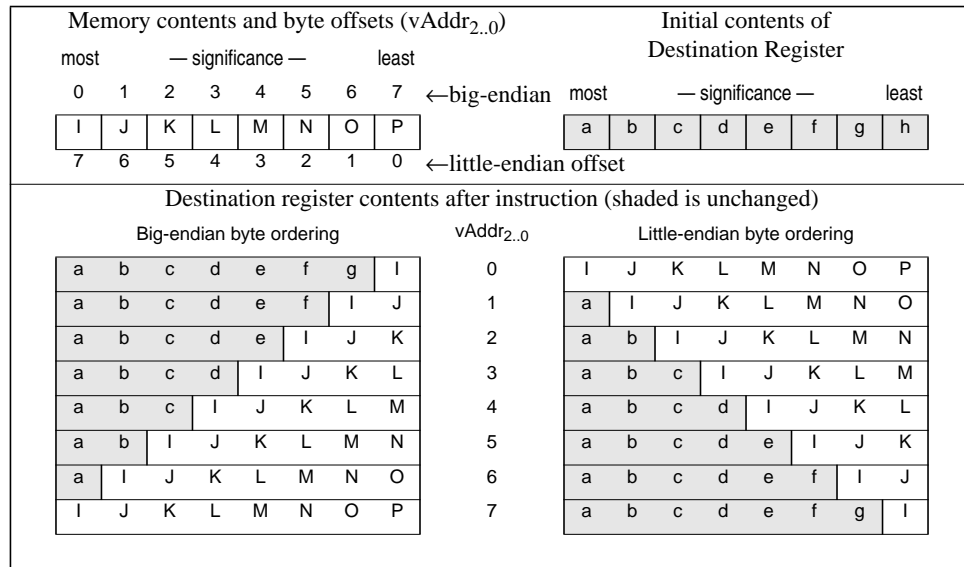 Memory contents and byte offsets (vAddr2..0)
most — significance — least
0 1 2 3 4 5 6 7 ←big-endian
I J K L M N O P
7 6 5 4 3 2 1 0 ←little-endian offset
Initial contents of
Destination Register
most — significance — least
a b c d e f g h
Destination register contents after instruction (shaded is unchanged)
Big-endian byte ordering vAddr2..0 Little-endian byte ordering
a b c d e f g I 0 I J K L M N O P
a b c d e f I J 1 a I J K L M N O
a b c d e I J K 2 a b I J K L M N
a b c d I J K L 3 a b c I J K L M
a b c I J K L M 4 a b c d I J K L
a b I J K L M N 5 a b c d e I J K
a I J K L M N O 6 a b c d e f I J
I J K L M N O P 7 a b c d e f g I